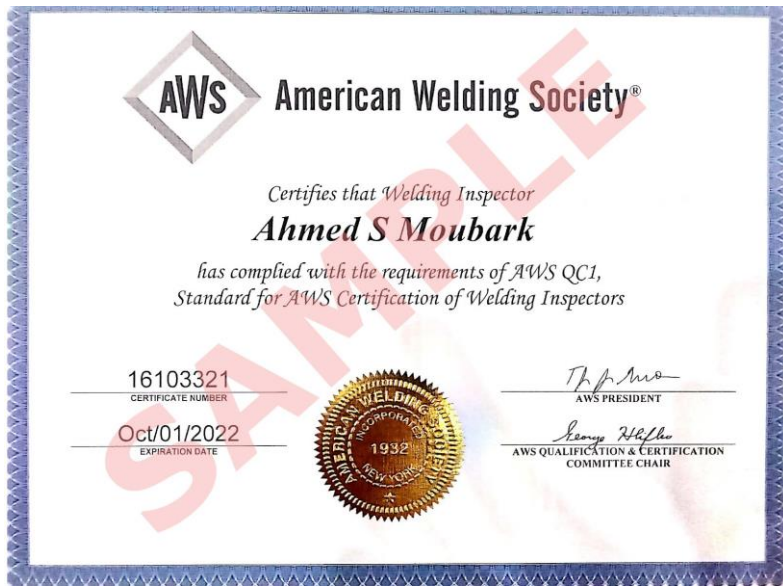 AWS American Welding Society®
Certifies that Welding Inspector
Ahmed S Moubark
has complied with the requirements of AWS QC1,
Standard for AWS Certification of Welding Inspectors
SAMPLE
16103321
CERTIFICATE NUMBER
Oct/01/2022
EXPIRATION DATE
AMERICAN WELDING SOCIETY
INCORPORATED
1932
NEW YORK
AWS PRESIDENT
AWS QUALIFICATION & CERTIFICATION
COMMITTEE CHAIR